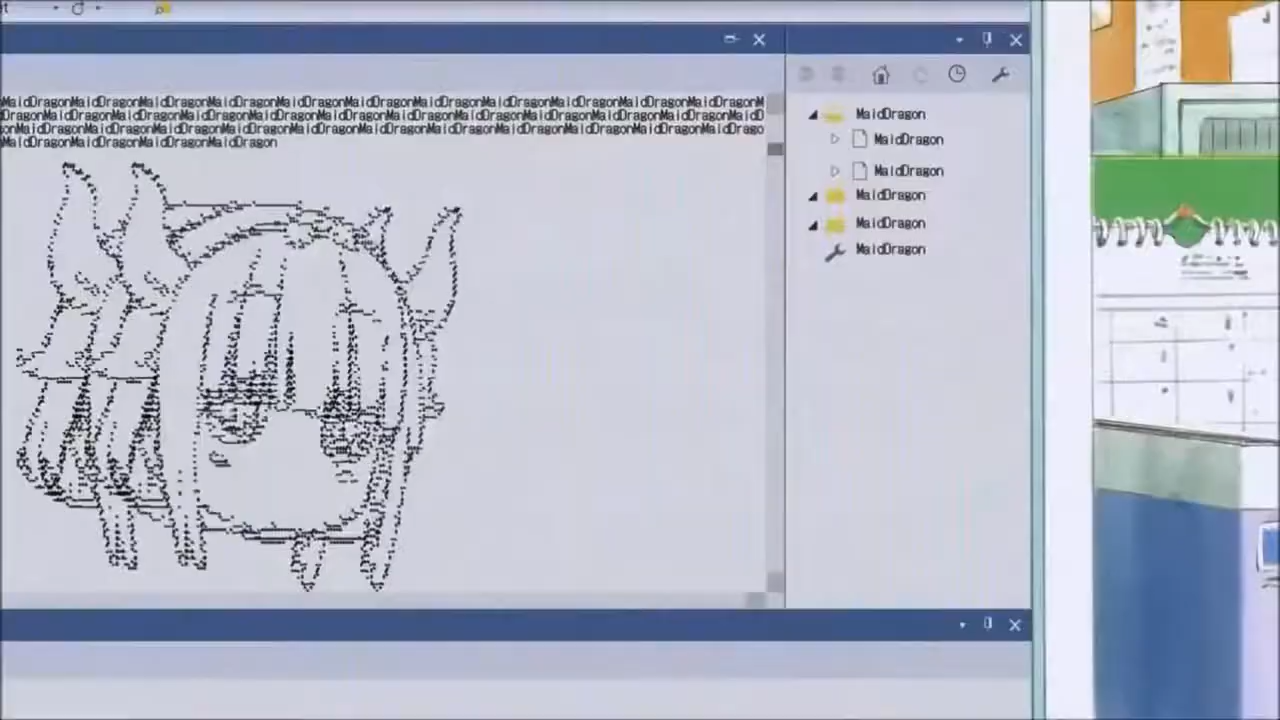 MaidDragonMaidDragonMaidDragonMaidDragonMaidDragonMaidDragonMaidDragonMaidDragonMaidDragonMaidDragonMaidDragonM
DragonMaidDragonMaidDragonMaidDragonMaidDragonMaidDragonMaidDragonMaidDragonMaidDragonMaidDragonMaidDragonMaidD
onMaidDragonMaidDragonMaidDragonMaidDragonMaidDragonMaidDragonMaidDragonMaidDragonMaidDragonMaidDragonMaidDrago
MaidDragonMaidDragonMaidDragonMaidDragon
MaidDragon
MaidDragon
MaidDragon
MaidDragon
MaidDragon
MaidDragon